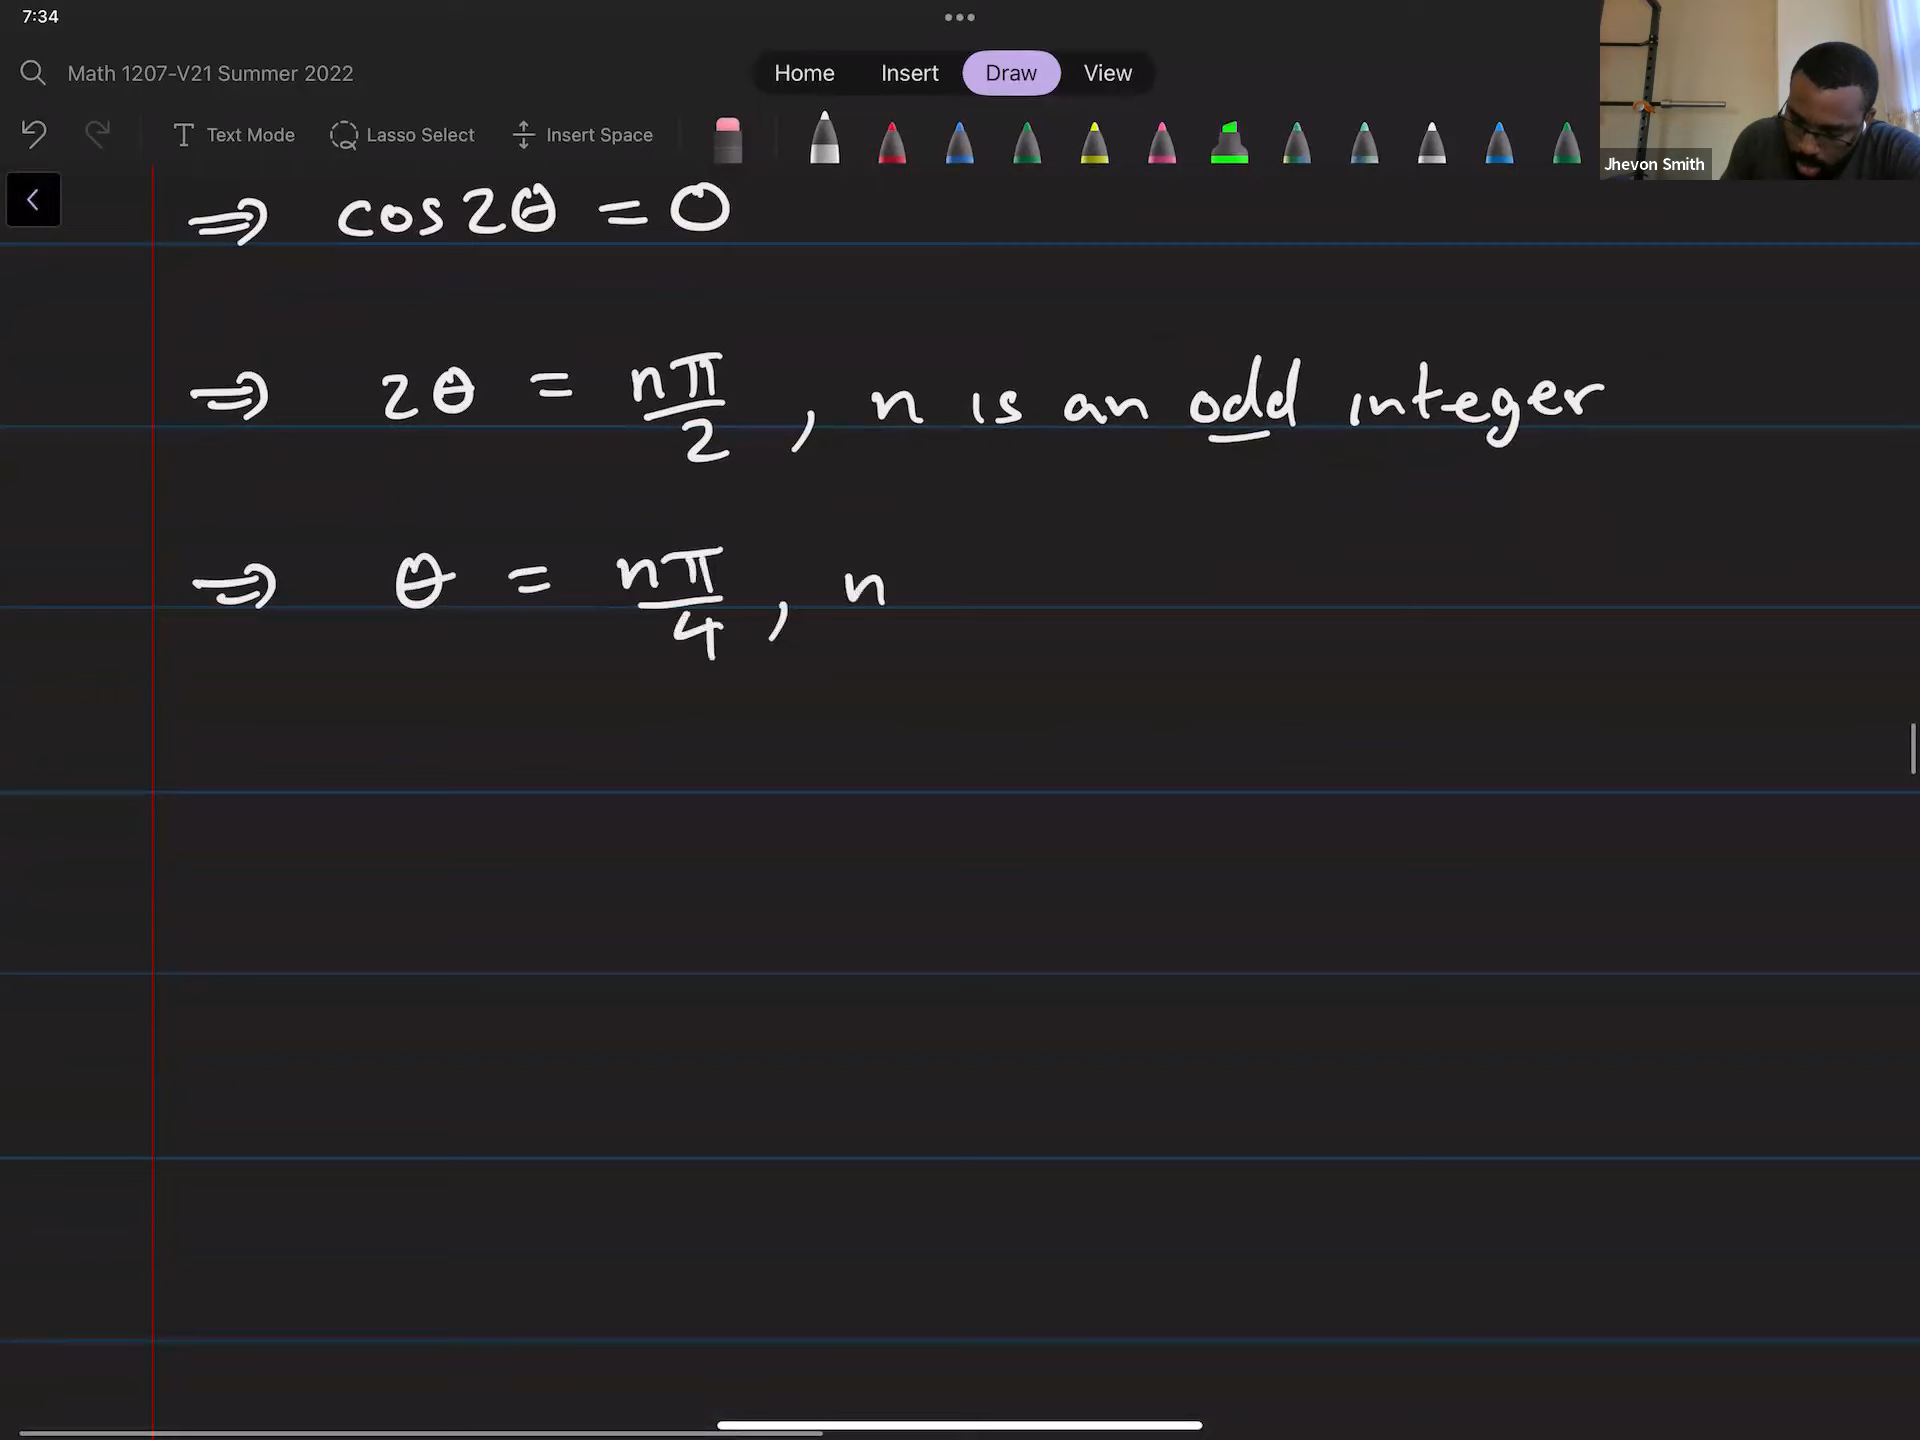 7:34
Math 1207-V21 Summer 2022
Home Insert Draw View
Text Mode Lasso Select Insert Space
Jhevon Smith
⇒ cos 2θ = 0
⇒ 2θ = nπ/2, n is an odd integer
⇒ θ = nπ/4, n